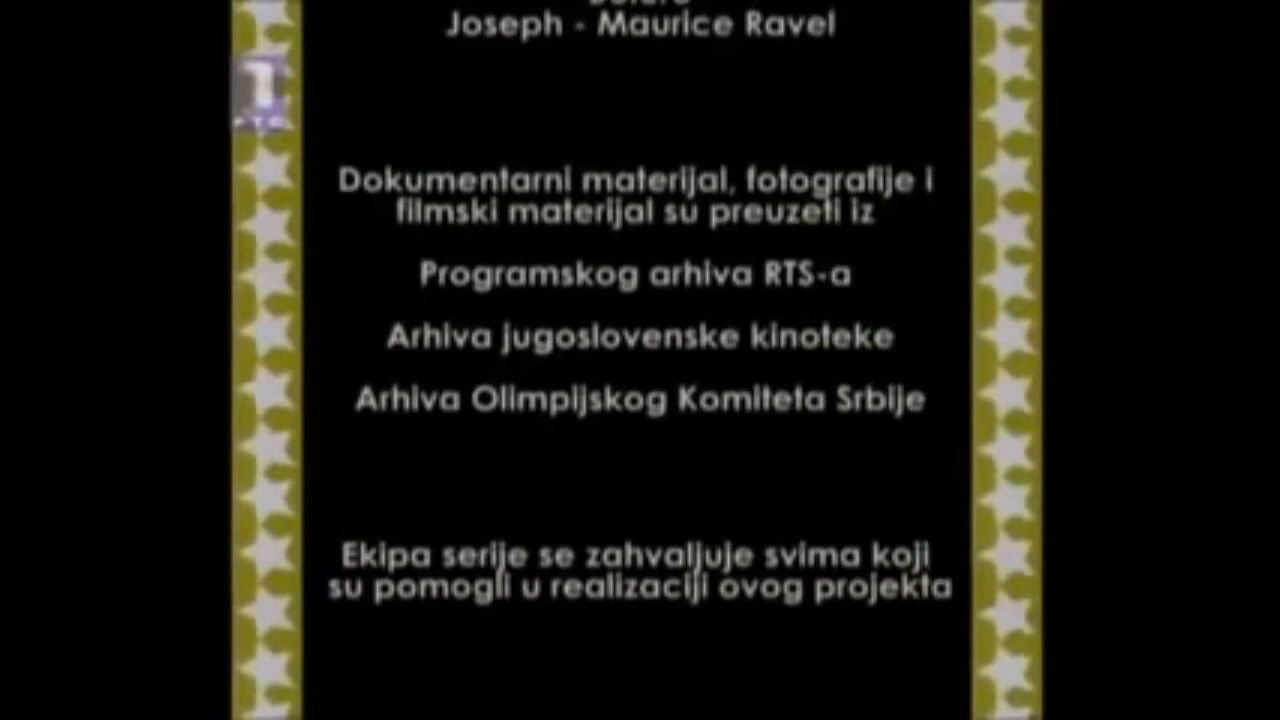 Joseph - Maurice Ravel
1
Dokumentarni materijal, fotografije i
filmski materijal su preuzeti iz
Programskog arhiva RTS-a
Arhiva jugoslovenske kinoteke
Arhiva Olimpijskog Komiteta Srbije
Ekipa serije se zahvaljuje svima koji
su pomogli u realizaciji ovog projekta